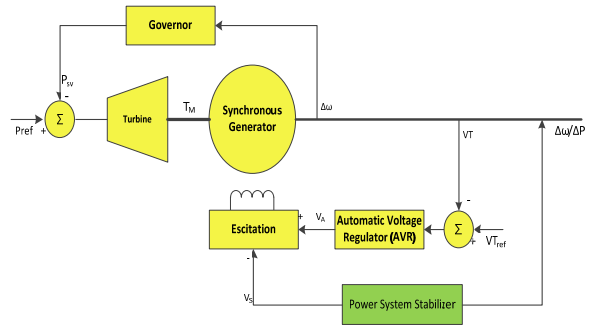 Governor
Psv
-
Pref
+
Σ
Turbine
TM
Synchronous
Generator
Δω
Δω/ΔP
VT
-
Escitation
+
VA
Automatic Voltage
Regulator (AVR)
Σ
+
VTref
-
VS
Power System Stabilizer